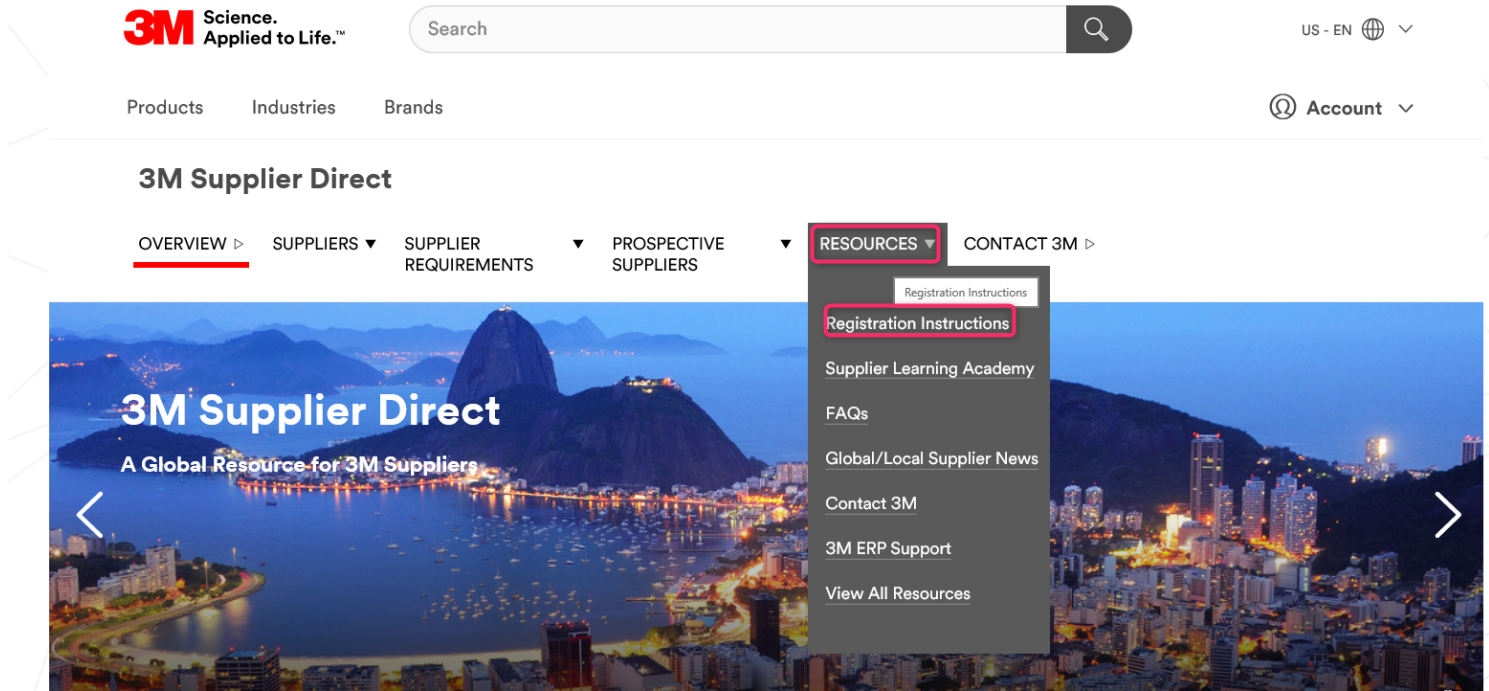 3M Science.
Applied to Life.™
Search
US - EN
Products Industries Brands
Account
3M Supplier Direct
OVERVIEW SUPPLIERS SUPPLIER REQUIREMENTS PROSPECTIVE SUPPLIERS RESOURCES CONTACT 3M
Registration Instructions
Registration Instructions
Supplier Learning Academy
FAQs
Global/Local Supplier News
Contact 3M
3M ERP Support
View All Resources
3M Supplier Direct
A Global Resource for 3M Suppliers